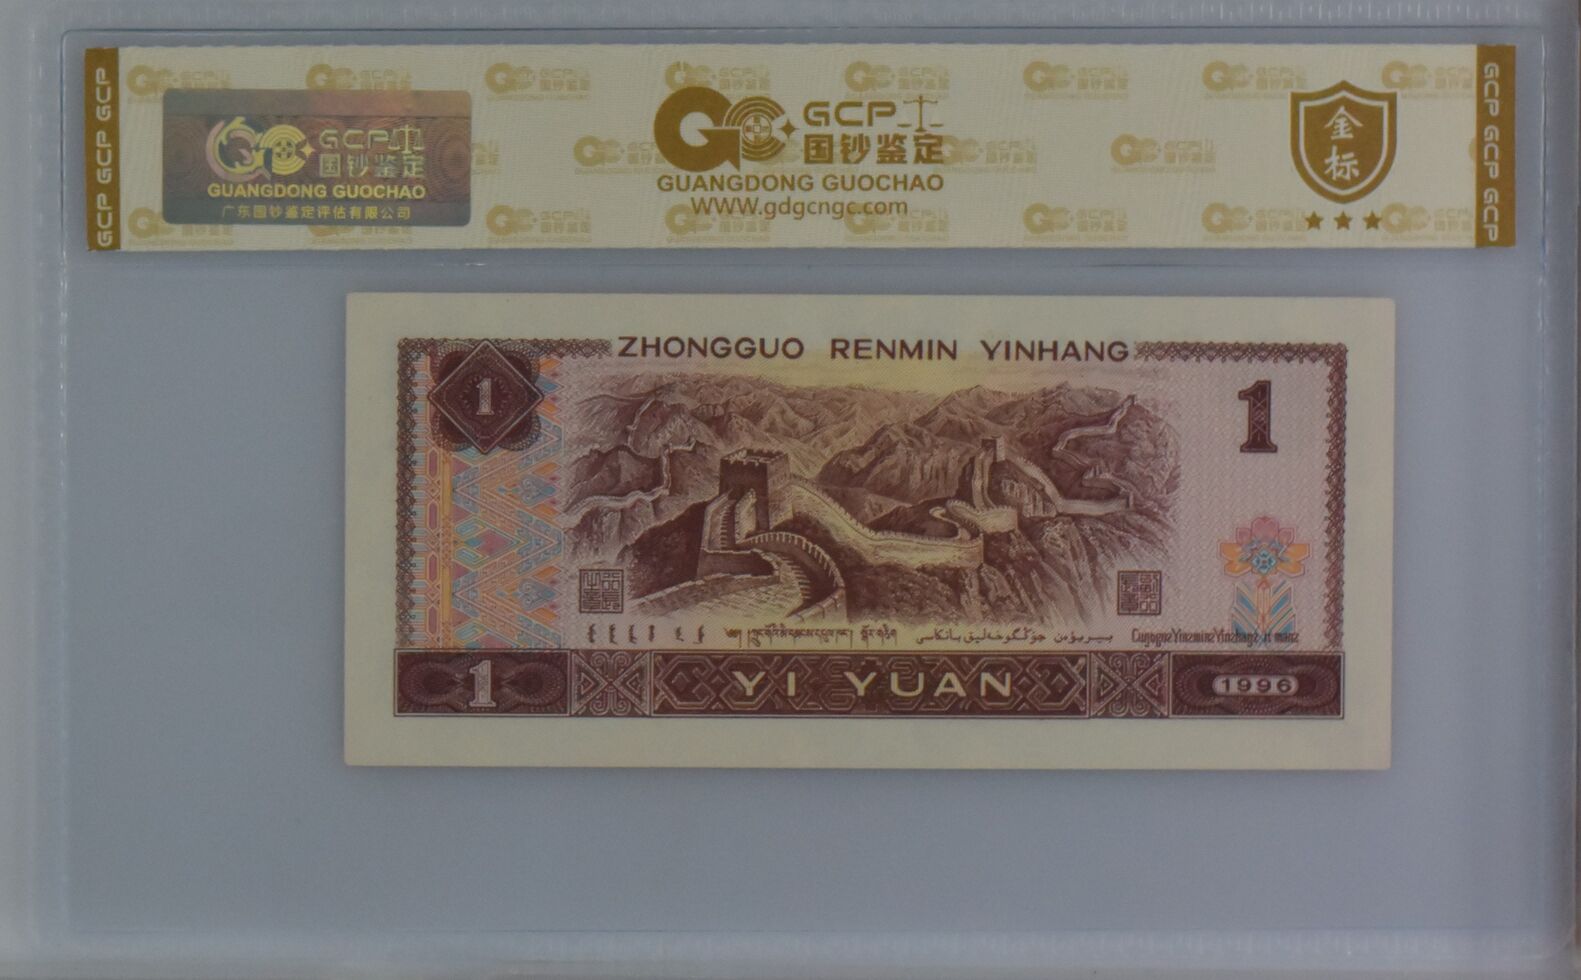 GCP GCP GCP
GCP
国钞鉴定
GUANGDONG GUOCHAO
广东国钞鉴定评估有限公司
GCP
国钞鉴定
GUANGDONG GUOCHAO
WWW.gdgcngc.com
金标
GCP GCP GCP
ZHONGGUO RENMIN YINHANG
1
1
1 YI YUAN 1996